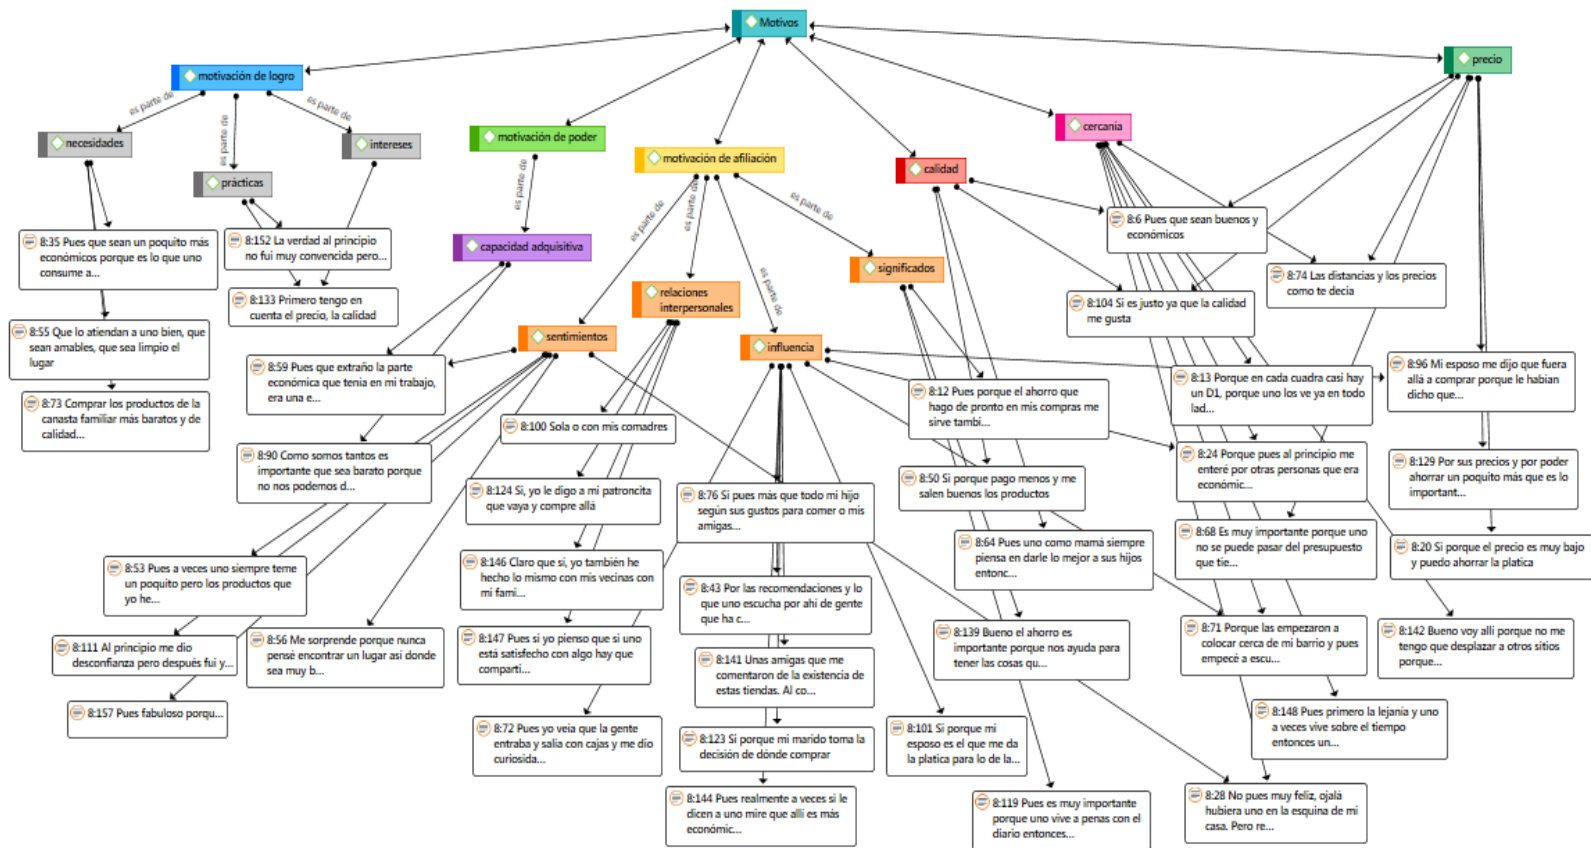 Motivos
motivación de logro
precio
es parte de
es parte de
es parte de
necesidades
prácticas
intereses
motivación de poder
motivación de afiliación
calidad
cercanía
es parte de
es parte de
es parte de
es parte de
es parte de
capacidad adquisitiva
significados
relaciones
interpersonales
sentimientos
influencia
8:35 Pues que sean un poquito más
económicos porque es lo que uno
consume a...
8:152 La verdad al principio
no fui muy convencida pero...
8:133 Primero tengo en
cuenta el precio, la calidad
8:55 Que lo atiendan a uno bien, que
sean amables, que sea limpio el
lugar
8:73 Comprar los productos de la
canasta familiar más baratos y de
calidad...
8:59 Pues que extraño la parte
económica que tenia en mi trabajo,
era una e...
8:90 Como somos tantos es
importante que sea barato porque
no nos podemos d...
8:53 Pues a veces uno siempre teme
un poquito pero los productos que
yo he...
8:111 Al principio me dio
desconfianza pero después fui y...
8:157 Pues fabuloso porqu...
8:56 Me sorprende porque nunca
pensé encontrar un lugar asi donde
sea muy b...
8:100 Sola o con mis comadres
8:124 Si, yo le digo a mi patroncita
que vaya y compre allá
8:146 Claro que si, yo también he
hecho lo mismo con mis vecinas con
mi fami...
8:147 Pues si yo pienso que si uno
está satisfecho con algo hay que
comparti...
8:72 Pues yo veia que la gente
entraba y salía con cajas y me dio
curiosida...
8:76 Si pues más que todo mi hijo
según sus gustos para comer o mis
amigas...
8:43 Por las recomendaciones y lo
que uno escucha por ahi de gente
que ha c...
8:141 Unas amigas que me
comentaron de la existencia de
estas tiendas. Al co...
8:123 Si porque mi marido toma la
decisión de dónde comprar
8:144 Pues realmente a veces si le
dicen a uno mire que alli es más
económic...
8:12 Pues porque el ahorro que
hago de pronto en mis compras me
sirve tambi...
8:50 Si porque pago menos y me
salen buenos los productos
8:64 Pues uno como mamá siempre
piensa en darle lo mejor a sus hijos
entonc...
8:139 Bueno el ahorro es
importante porque nos ayuda para
tener las cosas qu...
8:101 Si porque mi
esposo es el que me da
la platica para lo de la...
8:119 Pues es muy importante
porque uno vive a penas con el
diario entonces...
8:6 Pues que sean buenos y
económicos
8:74 Las distancias y los precios
como te decia
8:104 Si es justo ya que la calidad
me gusta
8:13 Porque en cada cuadra casi hay
un D1, porque uno los ve ya en todo
lad...
8:24 Porque pues al principio me
enteré por otras personas que era
económic...
8:68 Es muy importante porque uno
no se puede pasar del presupuesto
que tie...
8:71 Porque las empezaron a
colocar cerca de mi barrio y pues
empecé a escu...
8:148 Pues primero la lejanía y uno
a veces vive sobre el tiempo
entonces un...
8:28 No pues muy feliz, ojalá
hubiera uno en la esquina de mi
casa. Pero re...
8:96 Mi esposo me dijo que fuera
allá a comprar porque le habian
dicho que...
8:129 Por sus precios y por poder
ahorrar un poquito más que es lo
important...
8:20 Si porque el precio es muy bajo
y puedo ahorrar la platica
8:142 Bueno voy allí porque no me
tengo que desplazar a otros sitios
porque...